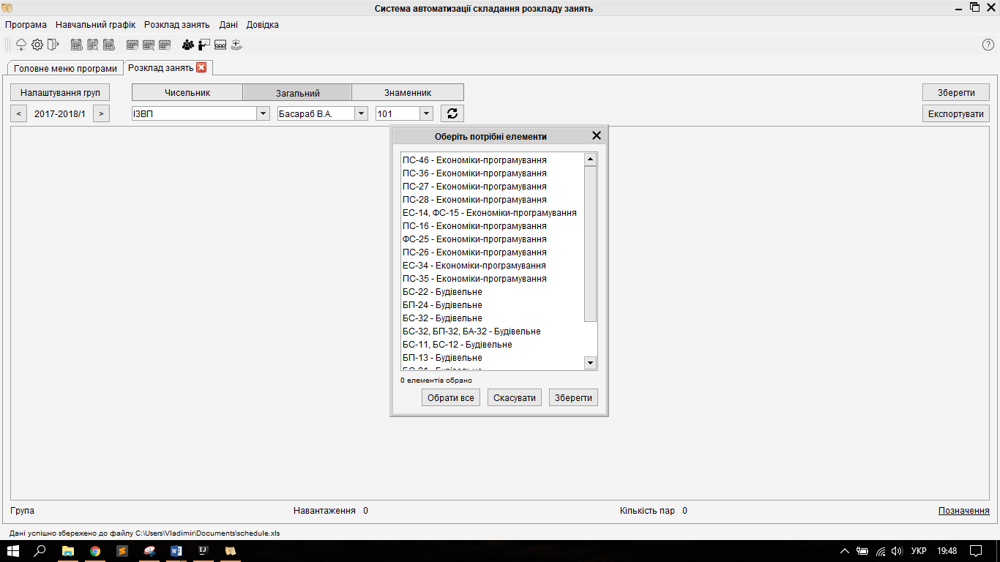 Система автоматизації складання розкладу занять
Програма Навчальний графік Розклад занять Дані Довідка
Головне меню програми Розклад занять
Налаштування груп Чисельник Загальний Знаменник Зберегти
< 2017-2018/1 > ІЗВП Басараб В.А. 101 Експортувати
Оберіть потрібні елементи
ПС-46 - Економіки-програмування
ПС-36 - Економіки-програмування
ПС-27 - Економіки-програмування
ПС-28 - Економіки-програмування
ЕС-14, ФС-15 - Економіки-програмування
ПС-16 - Економіки-програмування
ФС-25 - Економіки-програмування
ПС-26 - Економіки-програмування
ЕС-34 - Економіки-програмування
ПС-35 - Економіки-програмування
БС-22 - Будівельне
БП-24 - Будівельне
БС-32 - Будівельне
БС-32, БП-32, БА-32 - Будівельне
БС-11, БС-12 - Будівельне
БП-13 - Будівельне
0 елементів обрано
Обрати все Скасувати Зберегти
Група Навантаження 0 Кількість пар 0 Позначення
Дані успішно збережено до файлу C:\Users\Vladimir\Documents\schedule.xls
УКР 19:48